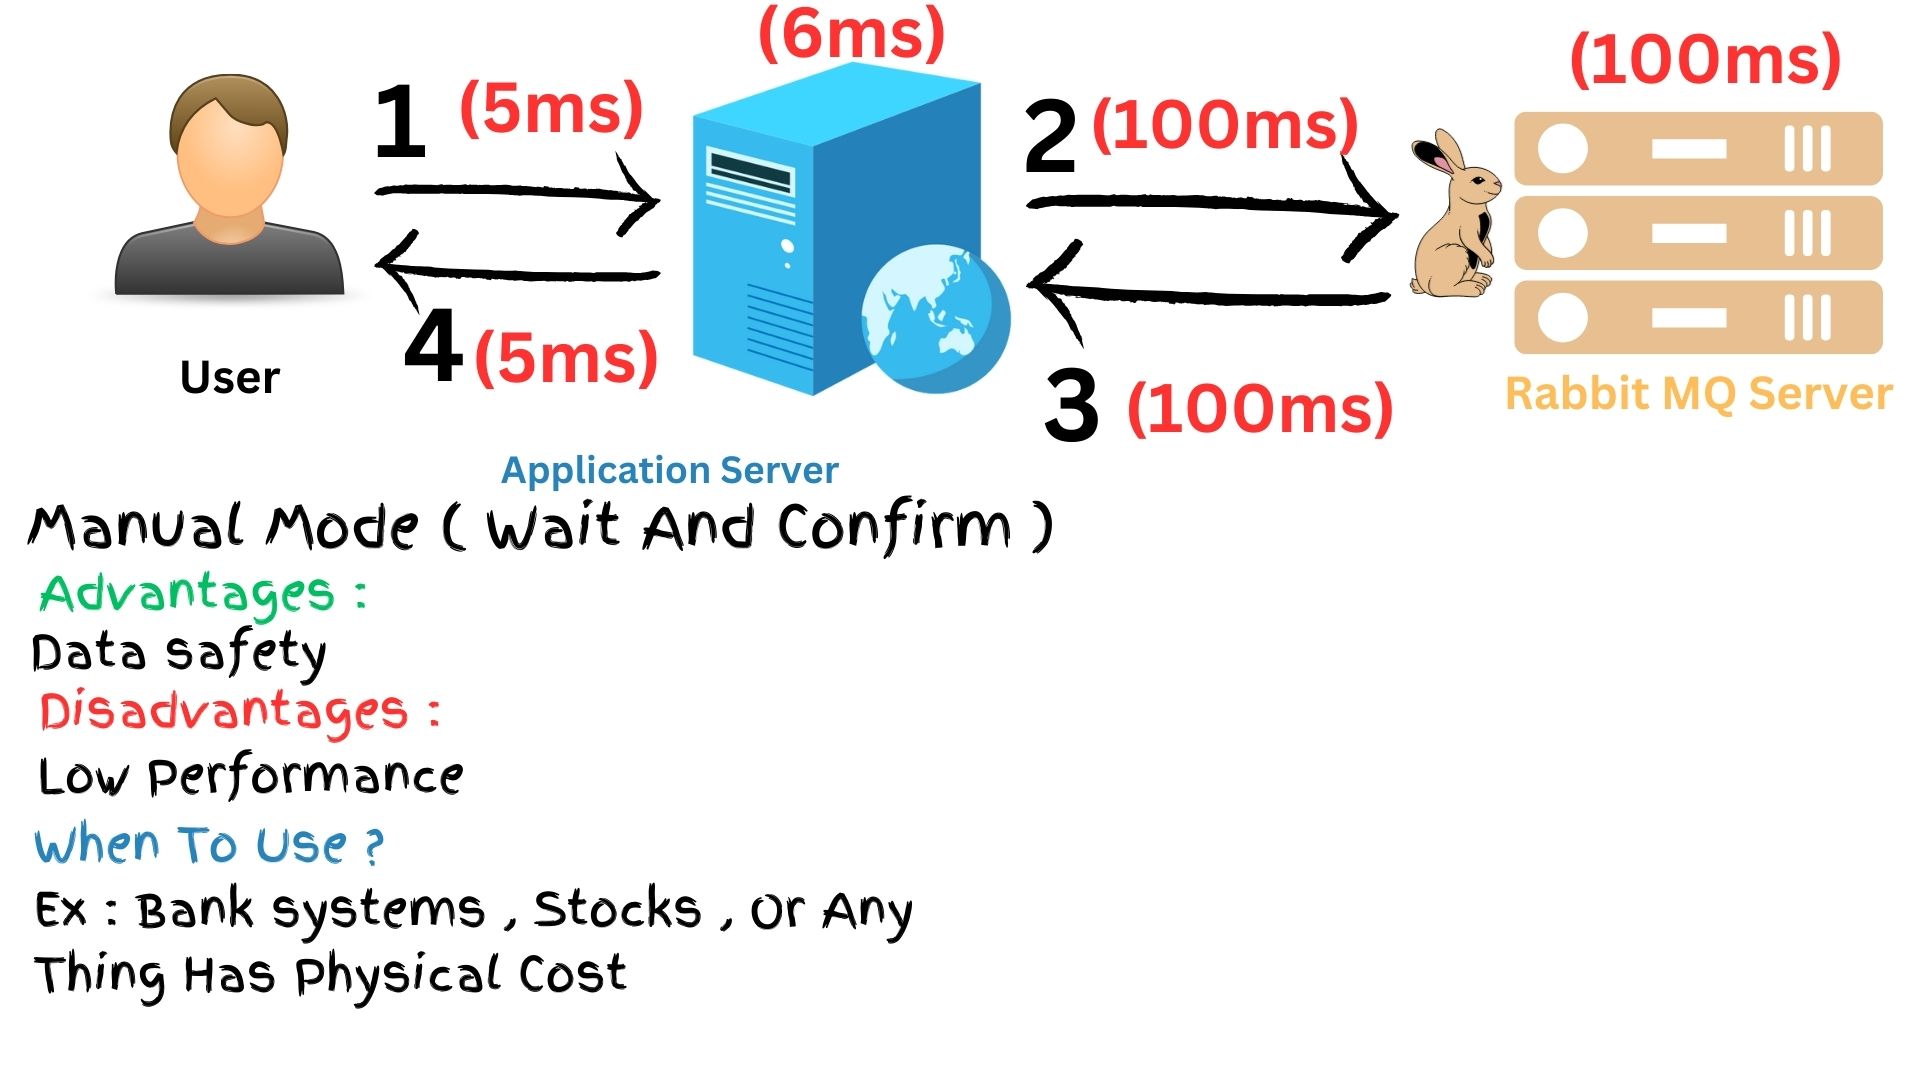 (6ms)
(100ms)
1 (5ms)
2 (100ms)
4 (5ms)
3 (100ms)
User
Rabbit MQ Server
Application Server
Manual Mode ( Wait And Confirm )
Advantages :
Data safety
Disadvantages :
Low Performance
When To Use ?
Ex : Bank systems , Stocks , Or Any
Thing Has Physical Cost